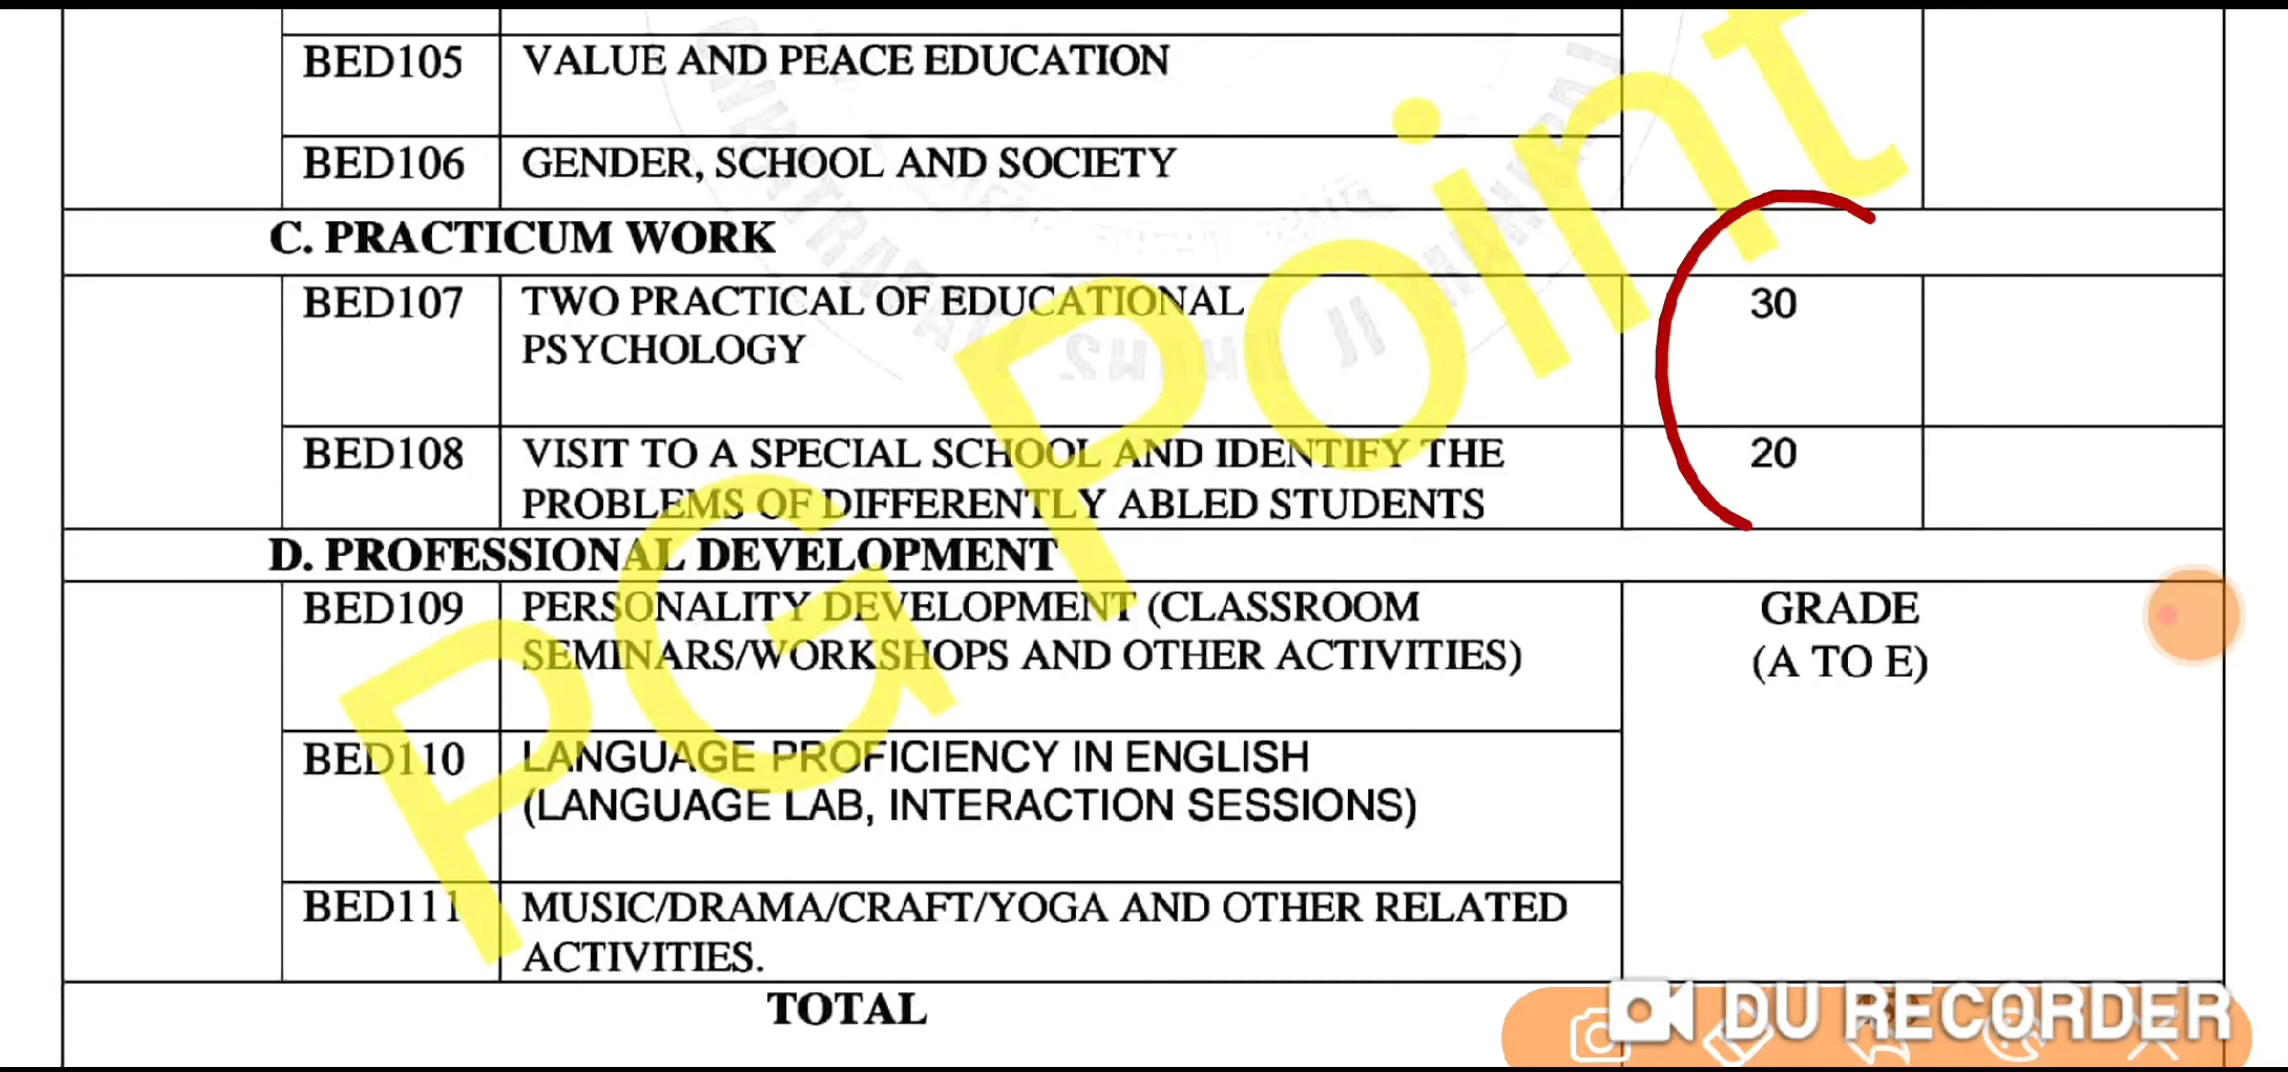 BED105 VALUE AND PEACE EDUCATION
BED106 GENDER, SCHOOL AND SOCIETY
C. PRACTICUM WORK
BED107 TWO PRACTICAL OF EDUCATIONAL 30
PSYCHOLOGY
BED108 VISIT TO A SPECIAL SCHOOL AND IDENTIFY THE 20
PROBLEMS OF DIFFERENTLY ABLED STUDENTS
D. PROFESSIONAL DEVELOPMENT
BED109 PERSONALITY DEVELOPMENT (CLASSROOM GRADE
SEMINARS/WORKSHOPS AND OTHER ACTIVITIES) (A TO E)
BED110 LANGUAGE PROFICIENCY IN ENGLISH
(LANGUAGE LAB, INTERACTION SESSIONS)
BED111 MUSIC/DRAMA/CRAFT/YOGA AND OTHER RELATED
ACTIVITIES.
TOTAL
PG Point
DU RECORDER